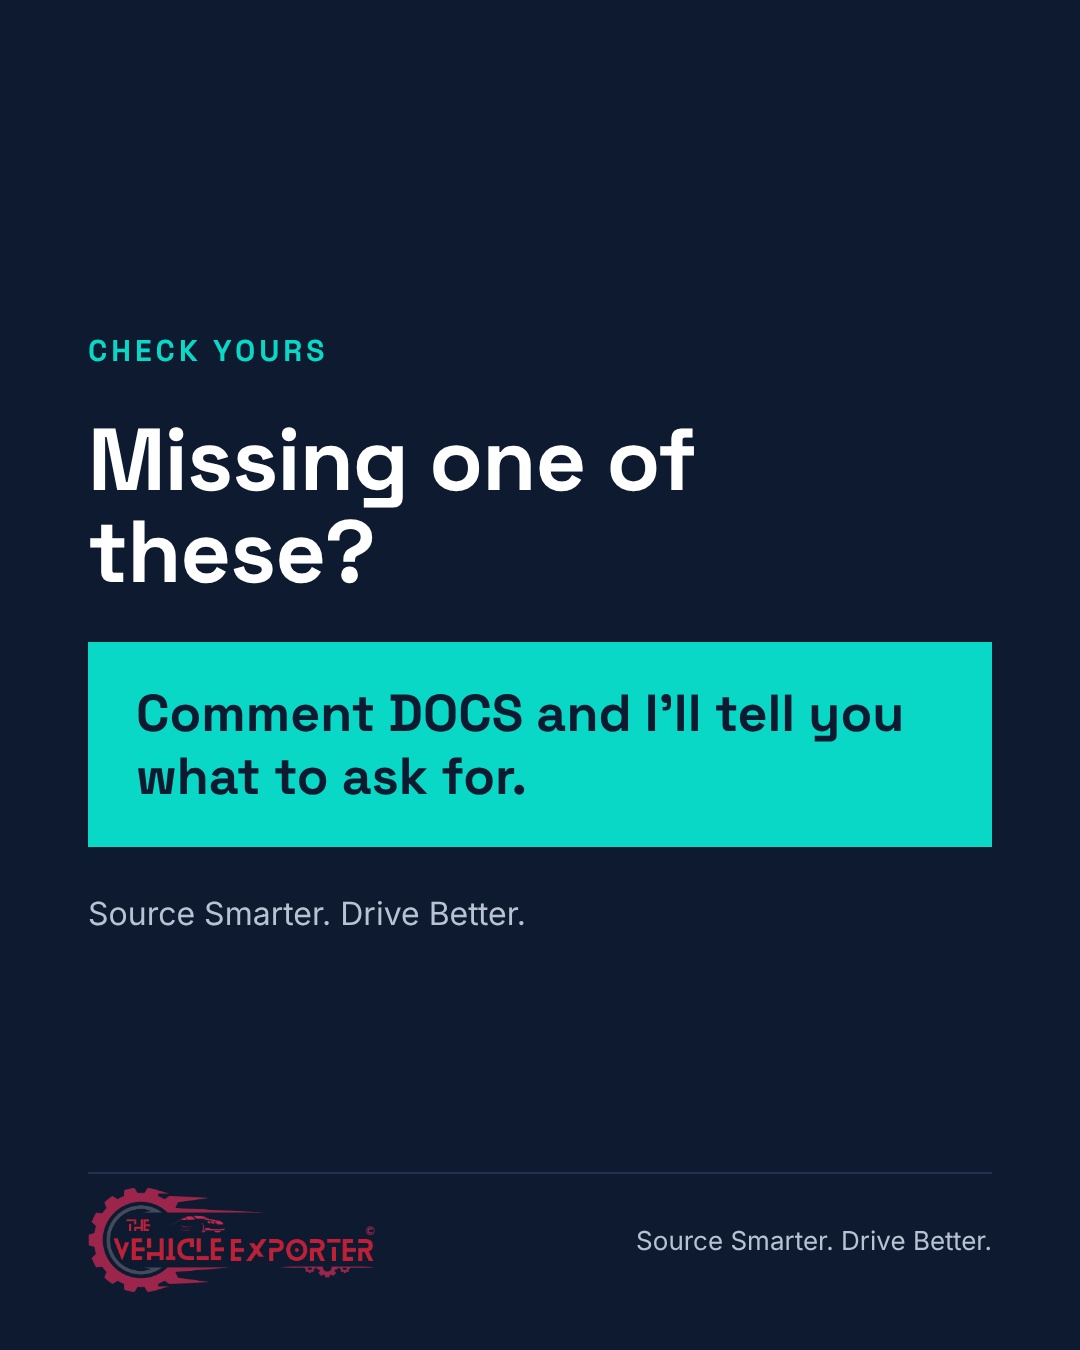 CHECK YOURS
Missing one of
these?
Comment DOCS and I’ll tell you
what to ask for.
Source Smarter. Drive Better.
THE
VEHICLE EXPORTER
©
Source Smarter. Drive Better.